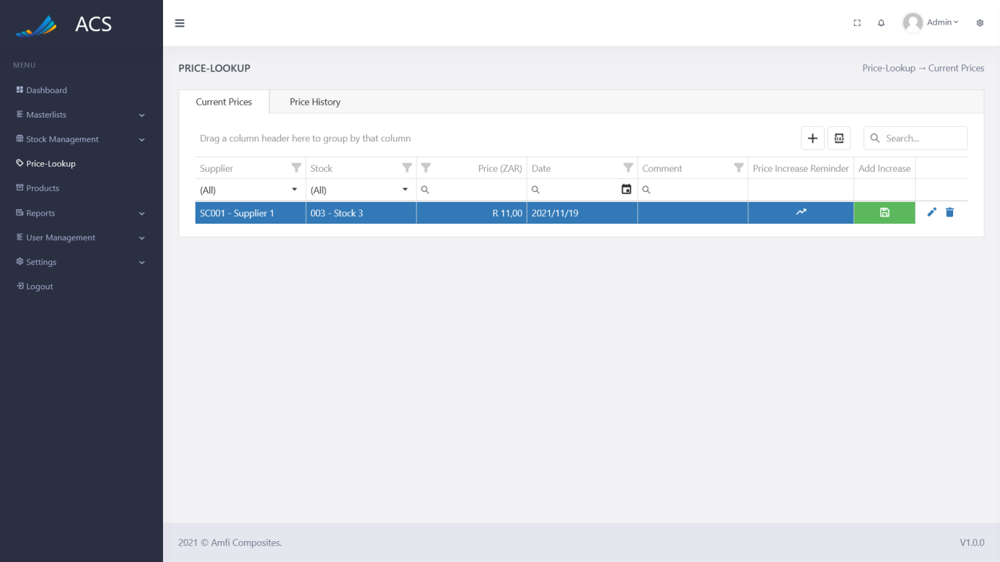 ACS
Admin
MENU
Dashboard
Masterlists
Stock Management
Price-Lookup
Products
Reports
User Management
Settings
Logout
PRICE-LOOKUP
Price-Lookup → Current Prices
Current Prices Price History
Drag a column header here to group by that column
XLSX
Search...
Supplier Stock Price (ZAR) Date Comment Price Increase Reminder Add Increase
(All) (All)
SC001 - Supplier 1 003 - Stock 3 R 11,00 2021/11/19
2021 © Amfi Composites.
V1.0.0